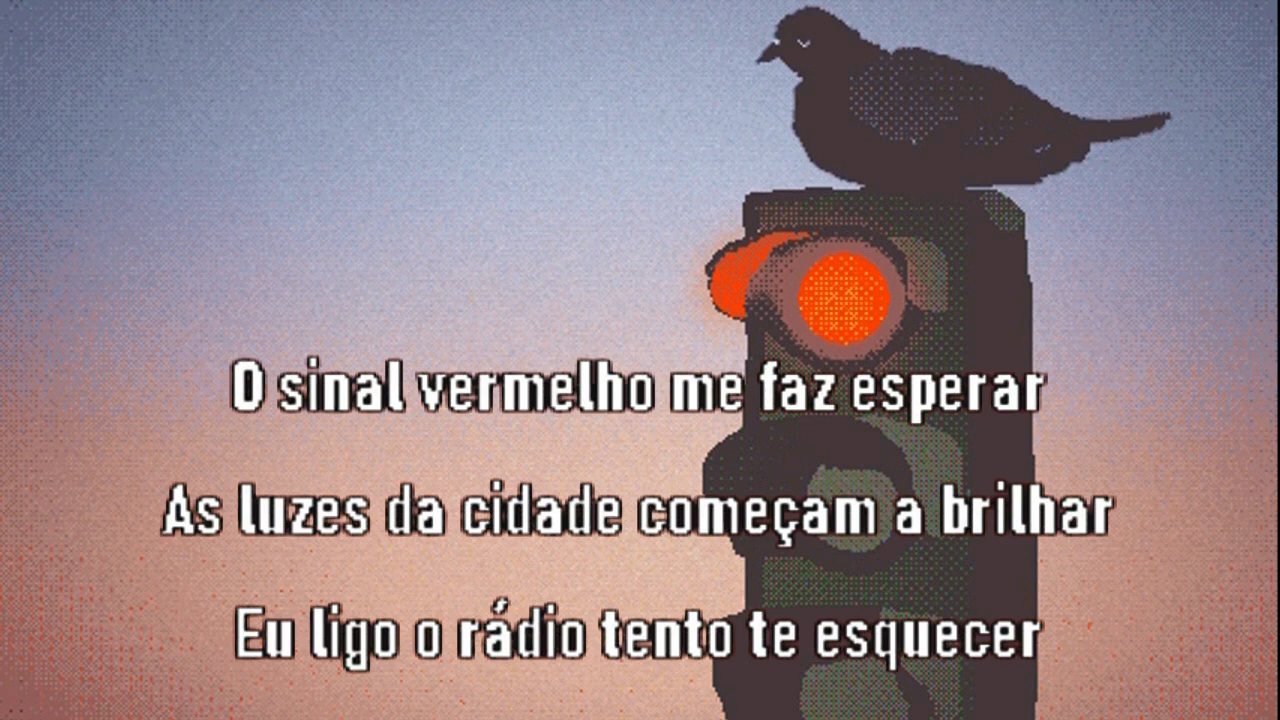 O sinal vermelho me faz esperar
As luzes da cidade começam a brilhar
Eu ligo o rádio tento te esquecer